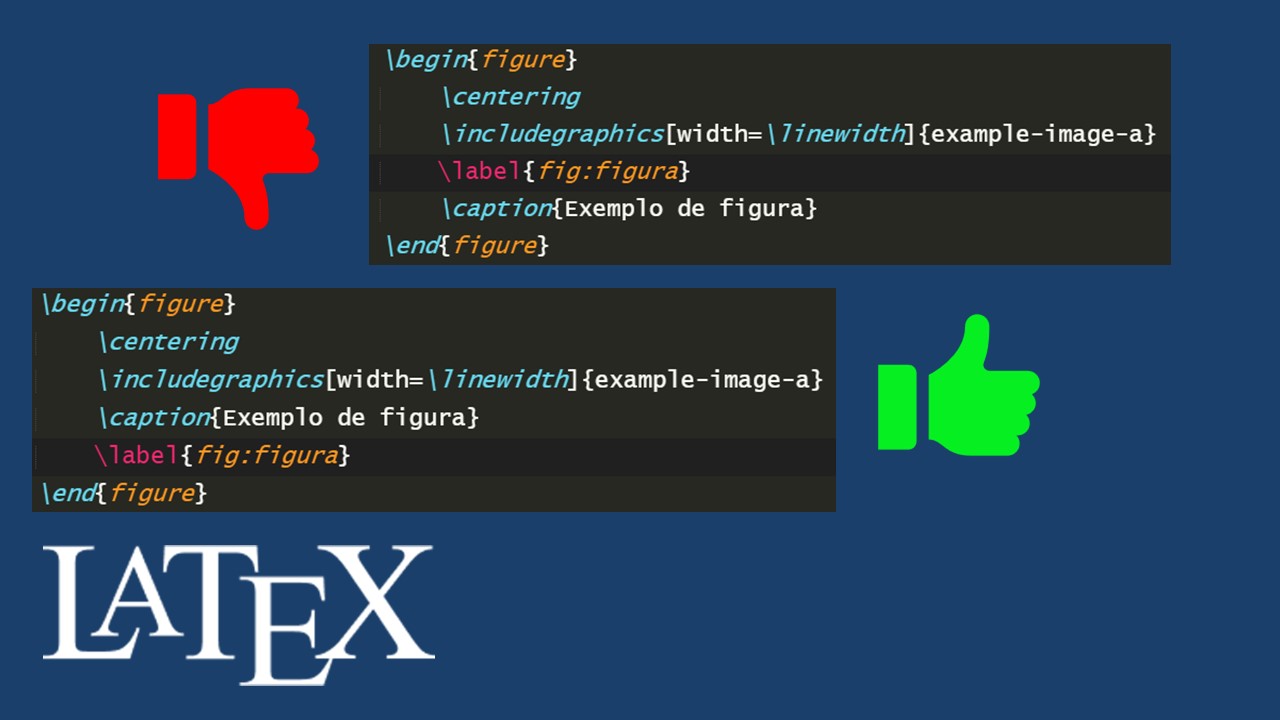 \begin{figure}
\centering
\includegraphics[width=\linewidth]{example-image-a}
\label{fig:figura}
\caption{Exemplo de figura}
\end{figure}
\begin{figure}
\centering
\includegraphics[width=\linewidth]{example-image-a}
\caption{Exemplo de figura}
\label{fig:figura}
\end{figure}
LATEX